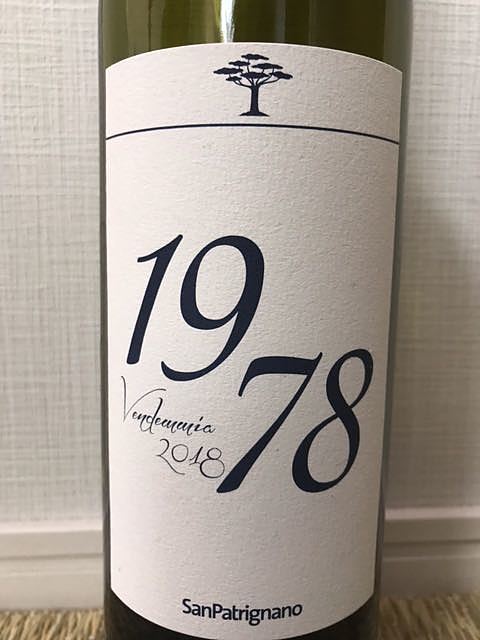 19
78
Vendemmia
2018
SanPatrignano